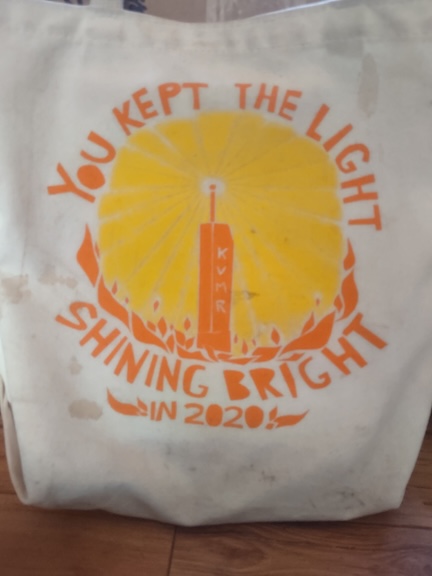 YOU KEPT THE LIGHT
KVMR
SHINING BRIGHT
IN 2020!